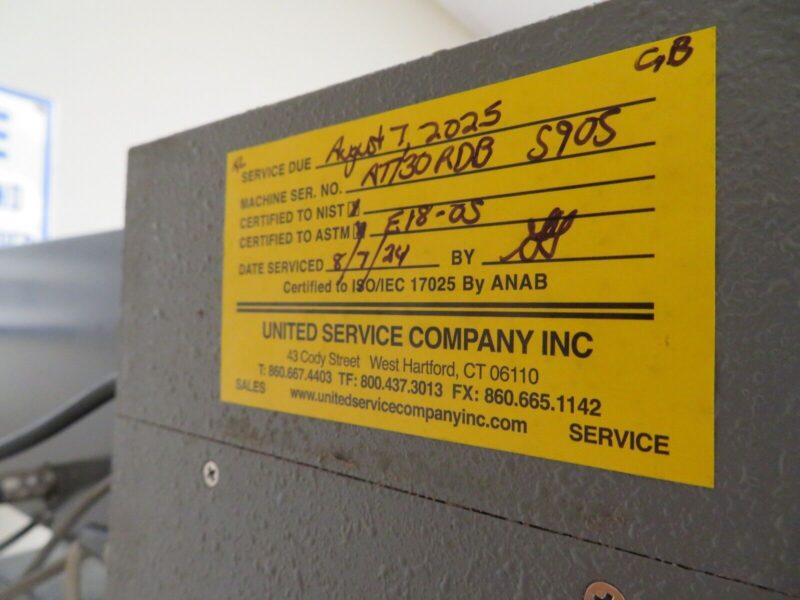 GB
SERVICE DUE August 7, 2025
MACHINE SER. NO. AT130RDB S905
CERTIFIED TO NIST
CERTIFIED TO ASTM E18-05
DATE SERVICED 8/7/24 BY
Certified to ISO/IEC 17025 By ANAB
UNITED SERVICE COMPANY INC
43 Cody Street West Hartford, CT 06110
T: 860.667.4403 TF: 800.437.3013 FX: 860.665.1142
SALES www.unitedservicecompanyinc.com SERVICE